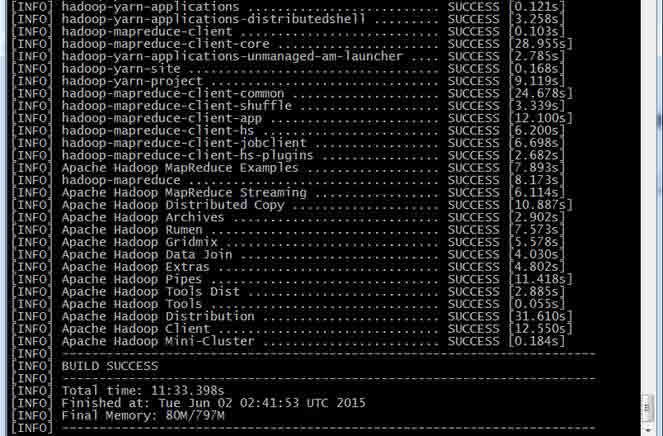 [INFO] hadoop-yarn-applications ........................... SUCCESS [0.121s]
[INFO] hadoop-yarn-applications-distributedshell .......... SUCCESS [3.258s]
[INFO] hadoop-mapreduce-client ............................ SUCCESS [0.103s]
[INFO] hadoop-mapreduce-client-core ....................... SUCCESS [28.955s]
[INFO] hadoop-yarn-applications-unmanaged-am-launcher .... SUCCESS [2.785s]
[INFO] hadoop-yarn-site ................................... SUCCESS [0.168s]
[INFO] hadoop-yarn-project ................................ SUCCESS [9.119s]
[INFO] hadoop-mapreduce-client-common ..................... SUCCESS [24.678s]
[INFO] hadoop-mapreduce-client-shuffle .................... SUCCESS [3.339s]
[INFO] hadoop-mapreduce-client-app ........................ SUCCESS [12.100s]
[INFO] hadoop-mapreduce-client-hs ......................... SUCCESS [6.200s]
[INFO] hadoop-mapreduce-client-jobclient .................. SUCCESS [6.698s]
[INFO] hadoop-mapreduce-client-hs-plugins ................. SUCCESS [2.682s]
[INFO] Apache Hadoop MapReduce Examples ................... SUCCESS [7.893s]
[INFO] hadoop-mapreduce ................................... SUCCESS [8.173s]
[INFO] Apache Hadoop MapReduce Streaming .................. SUCCESS [6.114s]
[INFO] Apache Hadoop Distributed Copy ..................... SUCCESS [10.887s]
[INFO] Apache Hadoop Archives ............................. SUCCESS [2.902s]
[INFO] Apache Hadoop Rumen ................................ SUCCESS [7.573s]
[INFO] Apache Hadoop Gridmix .............................. SUCCESS [5.578s]
[INFO] Apache Hadoop Data Join ............................ SUCCESS [4.030s]
[INFO] Apache Hadoop Extras ............................... SUCCESS [4.802s]
[INFO] Apache Hadoop Pipes ................................ SUCCESS [11.418s]
[INFO] Apache Hadoop Tools Dist ........................... SUCCESS [2.885s]
[INFO] Apache Hadoop Tools ................................ SUCCESS [0.055s]
[INFO] Apache Hadoop Distribution ......................... SUCCESS [31.610s]
[INFO] Apache Hadoop Client ............................... SUCCESS [12.550s]
[INFO] Apache Hadoop Mini-Cluster ......................... SUCCESS [0.184s]
[INFO] ------------------------------------------------------------------------
[INFO] BUILD SUCCESS
[INFO] ------------------------------------------------------------------------
[INFO] Total time: 11:33.398s
[INFO] Finished at: Tue Jun 02 02:41:53 UTC 2015
[INFO] Final Memory: 80M/797M
[INFO] ------------------------------------------------------------------------